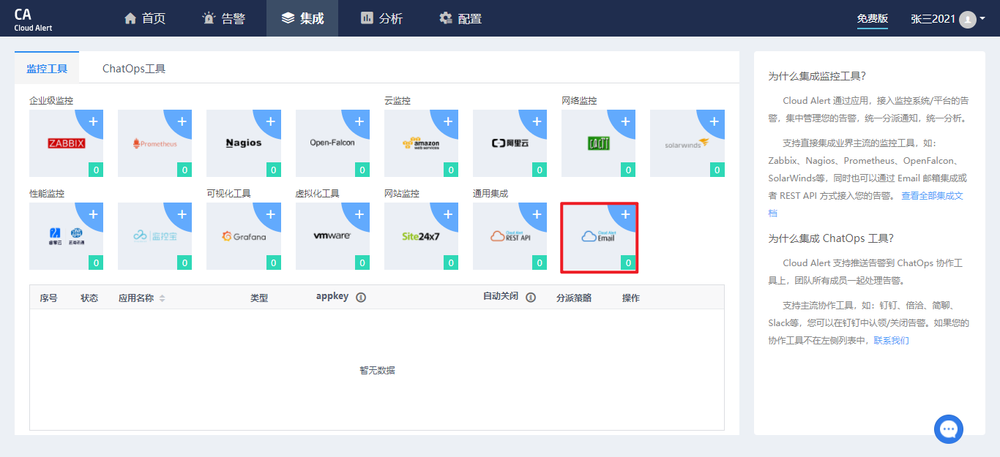 CA
Cloud Alert
首页
告警
集成
分析
配置
免费版
张三2021
监控工具
ChatOps工具
企业级监控
云监控
网络监控
ZABBIX
0
Prometheus
0
Nagios
0
Open-Falcon
0
amazon
web services
0
阿里云
0
cacti
0
solarwinds
0
性能监控
可视化工具
虚拟化工具
网站监控
通用集成
0
监控宝
0
Grafana
0
vmware
0
Site24x7
0
Cloud Alert
REST API
0
Cloud Alert
Email
0
序号
状态
应用名称
类型
appkey
自动关闭
分派策略
操作
暂无数据
为什么集成监控工具?
Cloud Alert 通过应用，接入监控系统/平台的告
警，集中管理您的告警，统一分派通知，统一分析。
支持直接集成业界主流的监控工具，如：
Zabbix、Nagios、Prometheus、OpenFalcon、
SolarWinds等，同时也可以通过 Email 邮箱集成或
者 REST API 方式接入您的告警。 查看全部集成文
档
为什么集成 ChatOps 工具?
Cloud Alert 支持推送告警到 ChatOps 协作工
具上，团队所有成员一起处理告警。
支持主流协作工具，如：钉钉、倍洽、简聊、
Slack等，您可以在钉钉中认领/关闭告警。如果您的
协作工具不在左侧列表中，联系我们